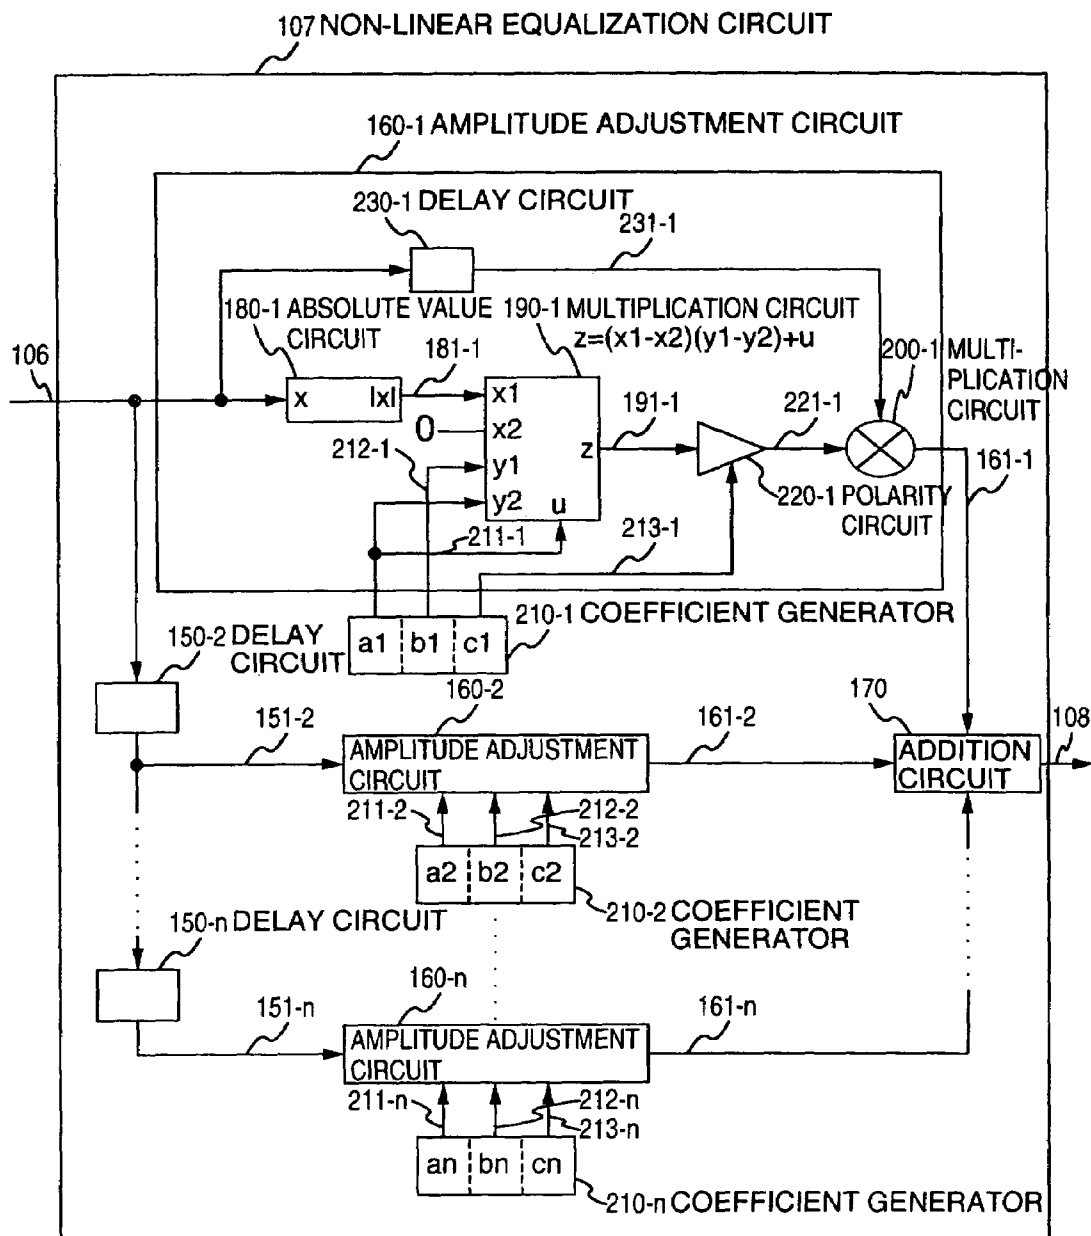 107 NON-LINEAR EQUALIZATION CIRCUIT
160-1 AMPLITUDE ADJUSTMENT CIRCUIT
230-1 DELAY CIRCUIT
231-1
180-1 ABSOLUTE VALUE
CIRCUIT
190-1 MULTIPLICATION CIRCUIT
z=(x1-x2)(y1-y2)+u
106
181-1
200-1 MULTI-
PLICATION
CIRCUIT
x |x|
x1
0 x2
y1
y2
u
z
212-1
191-1
221-1
161-1
220-1 POLARITY
CIRCUIT
211-1
213-1
a1 b1 c1
210-1 COEFFICIENT GENERATOR
150-2 DELAY
CIRCUIT
160-2
170
151-2
161-2
108
AMPLITUDE ADJUSTMENT
CIRCUIT
ADDITION
CIRCUIT
211-2
212-2
213-2
a2 b2 c2
210-2 COEFFICIENT
GENERATOR
150-n DELAY CIRCUIT
160-n
151-n
161-n
AMPLITUDE ADJUSTMENT
CIRCUIT
211-n
212-n
213-n
an bn cn
210-n COEFFICIENT GENERATOR